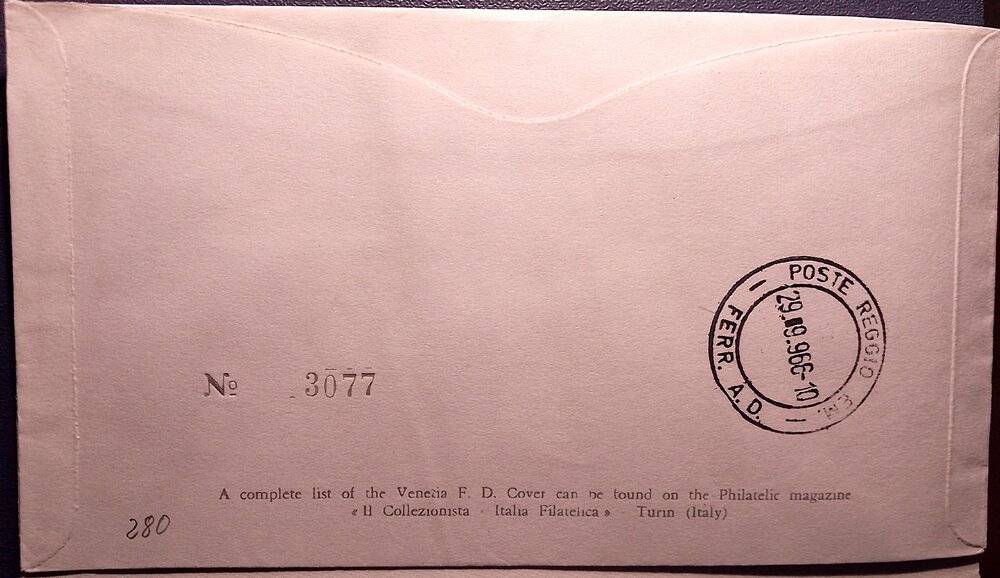 POSTE REGGIO EM.
29.9.966-10
FERR. A.D.
No 3077
A complete list of the Venetia F. D. Cover can be found on the Philatelic magazine
« Il Collezionista - Italia Filatelica » Turin (Italy)
280